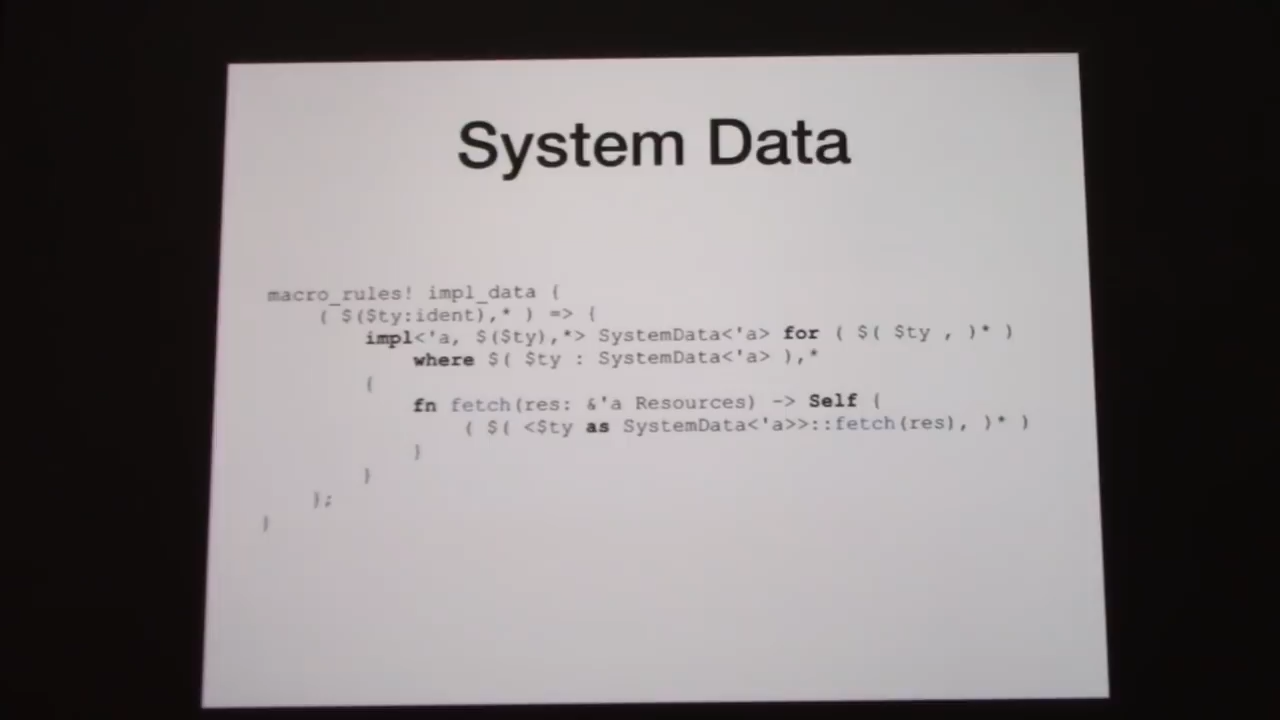 System Data
macro_rules! impl_data {
( $($ty:ident),* ) => {
impl<'a, $($ty),*> SystemData<'a> for ( $( $ty , )* )
where $( $ty : SystemData<'a> ),*
{
fn fetch(res: &'a Resources) -> Self {
( $( <$ty as SystemData<'a>>::fetch(res), )* )
}
}
};
}